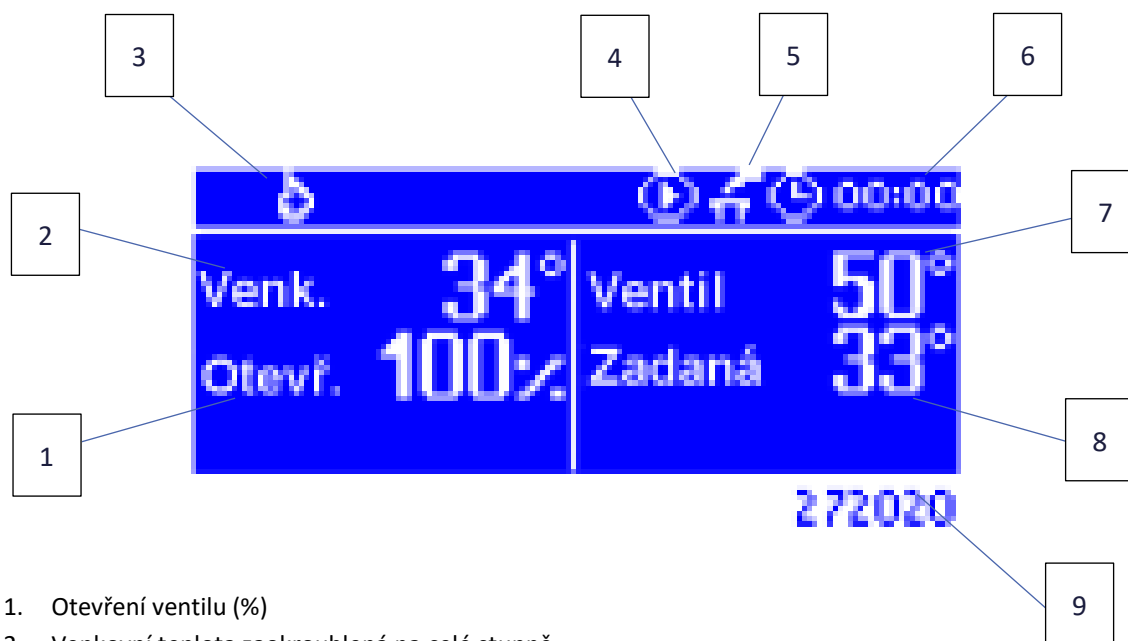 3 4 5 6
00:00
7
2
Venk. 34° Ventil 50°
Otevř. 100% Zadaná 33°
1
8
272020
1. Otevření ventilu (%)
9